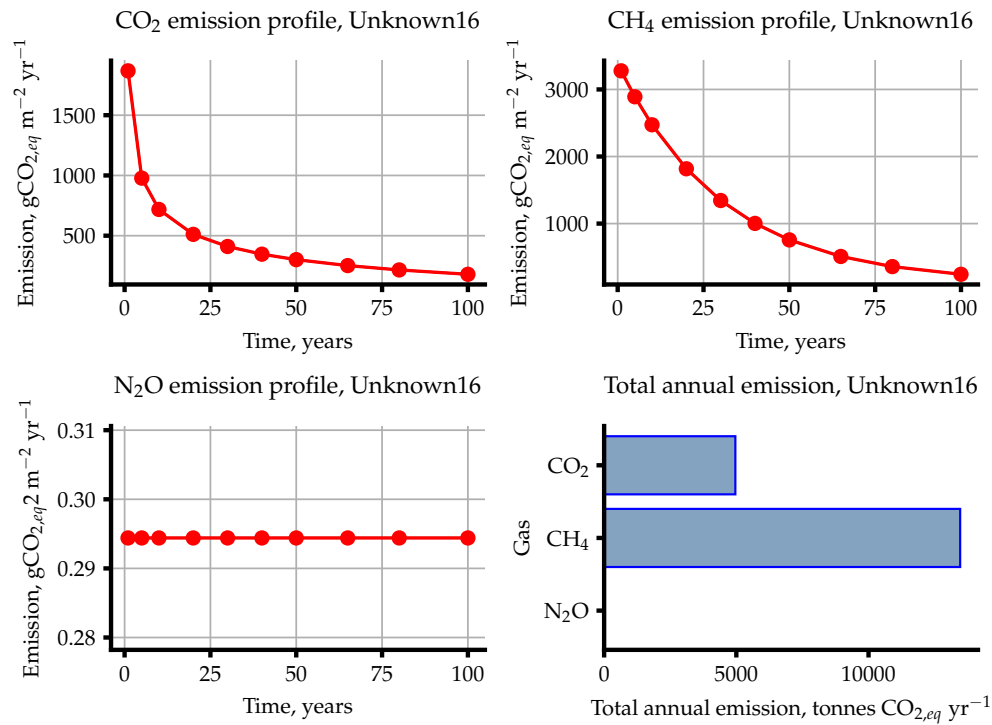 CO₂ emission profile, Unknown16
Emission, gCO₂,eq m⁻² yr⁻¹
1500
1000
500
0 25 50 75 100
Time, years
CH₄ emission profile, Unknown16
Emission, gCO₂,eq m⁻² yr⁻¹
3000
2000
1000
0 25 50 75 100
Time, years
N₂O emission profile, Unknown16
Emission, gCO₂,eq2 m⁻² yr⁻¹
0.31
0.30
0.29
0.28
0 25 50 75 100
Time, years
Total annual emission, Unknown16
Gas
CO₂
CH₄
N₂O
0 5000 10000
Total annual emission, tonnes CO₂,eq yr⁻¹